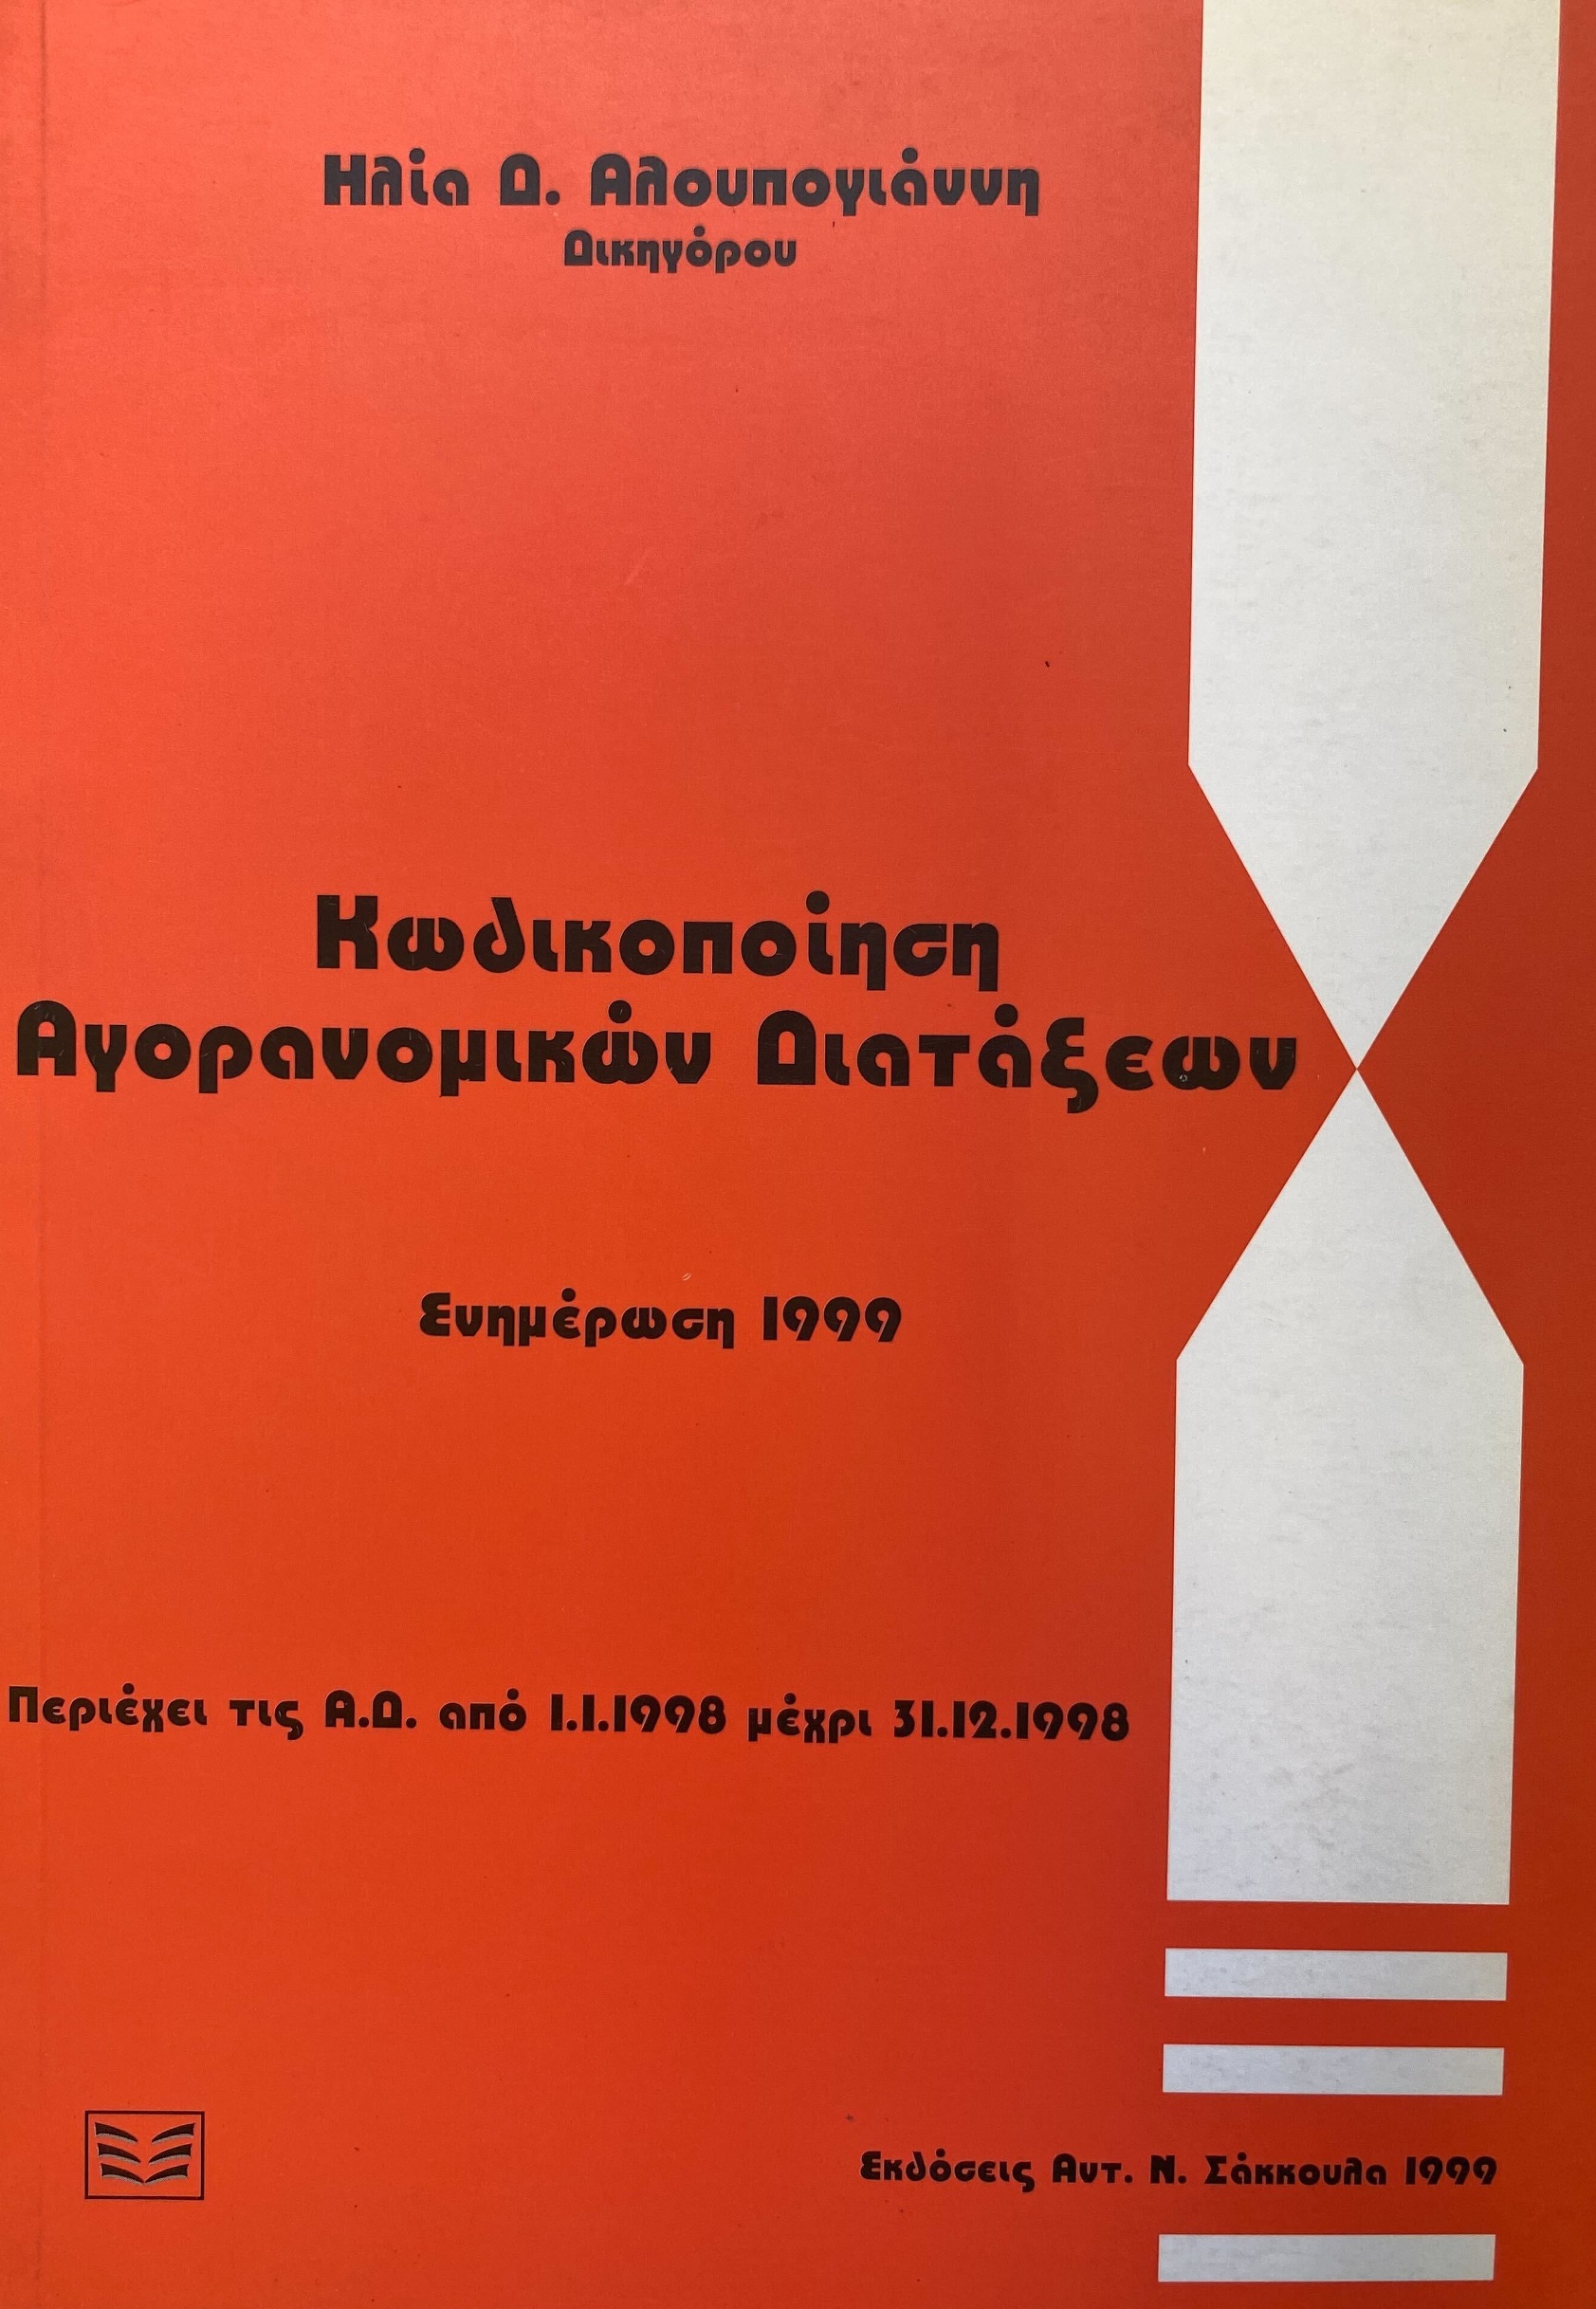 Ηλία Δ. Αλουπογιάννη
Δικηγόρου
Κωδικοποίηση
Αγορανομικών Διατάξεων
Ενημέρωση 1999
Περιέχει τις Α.Δ. από 1.1.1998 μέχρι 31.12.1998
Εκδόσεις Αντ. Ν. Σάκκουλα 1999